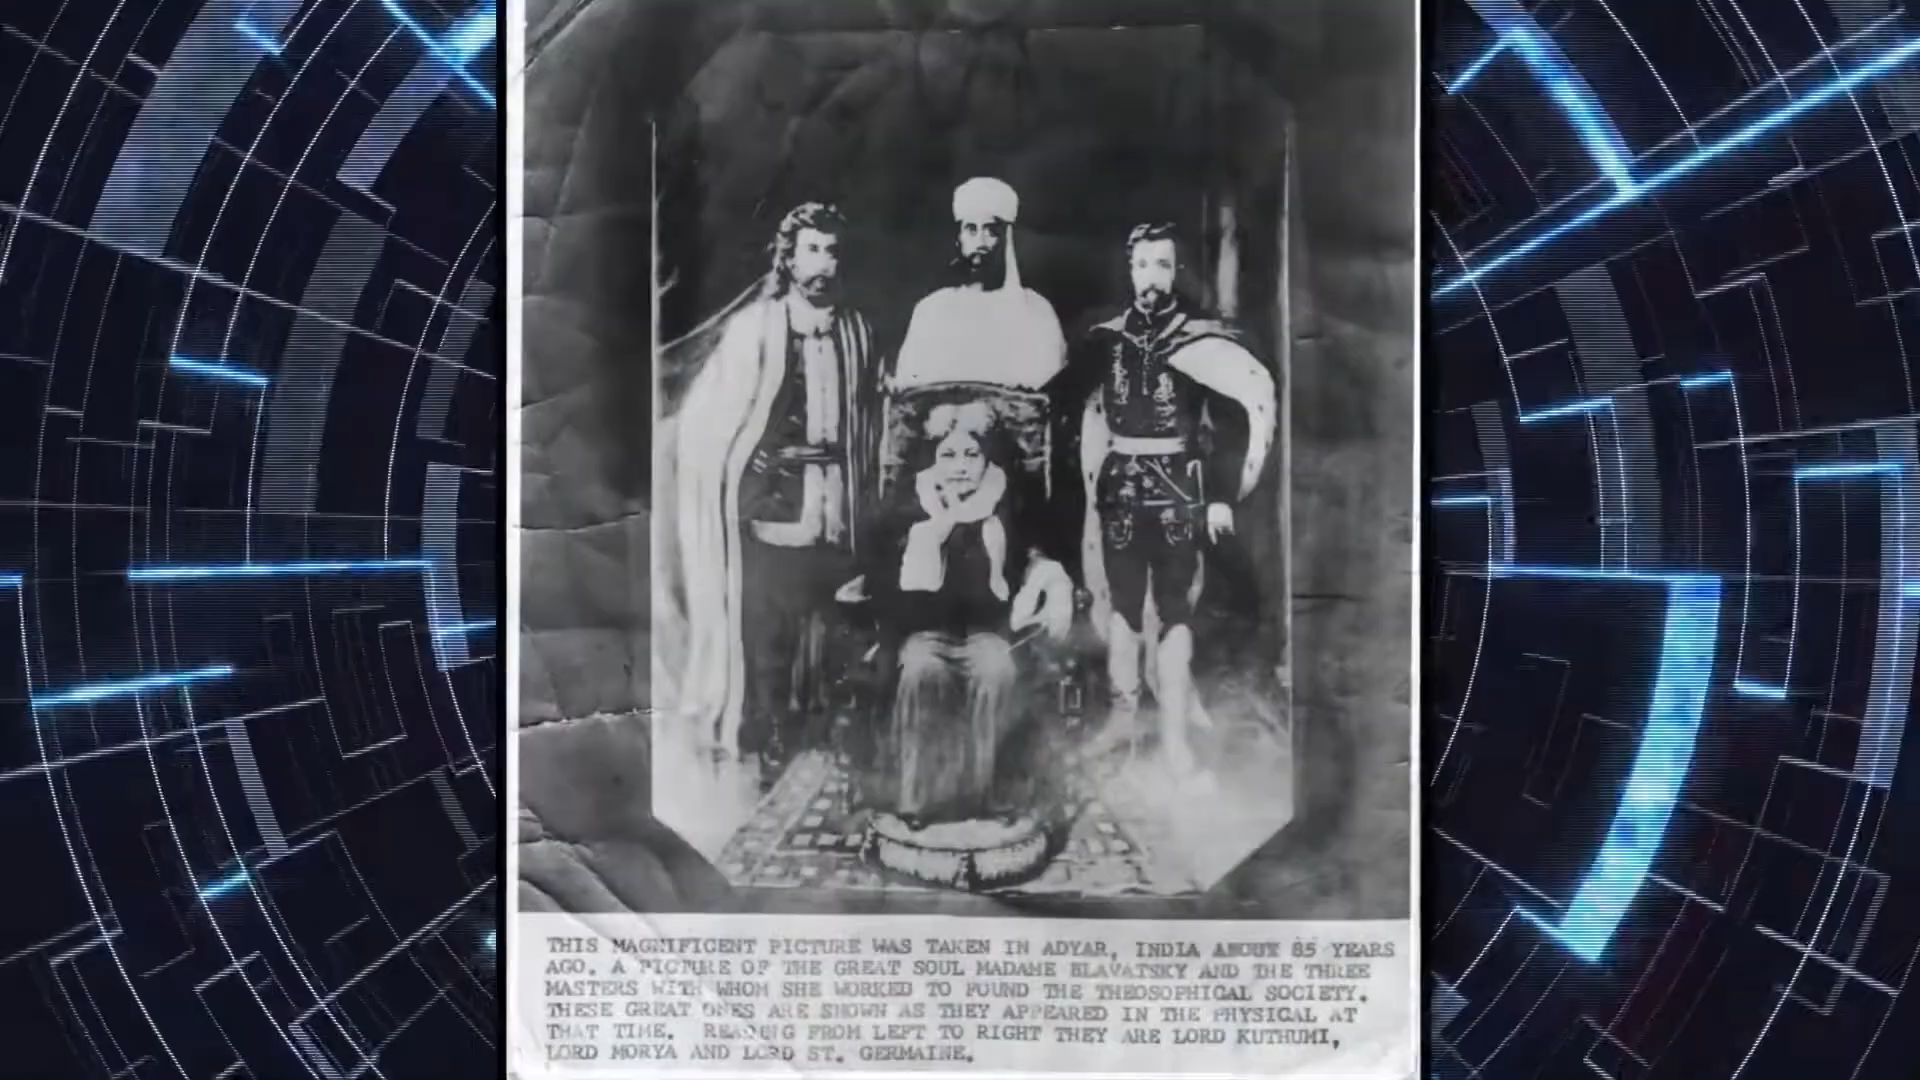 THIS MAGNIFICENT PICTURE WAS TAKEN IN ADYAR, INDIA ABOUT 85 YEARS
AGO. A PICTURE OF THE GREAT SOUL MADAME BLAVATSKY AND THE THREE
MASTERS WITH WHOM SHE WORKED TO FOUND THE THEOSOPHICAL SOCIETY.
THESE GREAT ONES ARE SHOWN AS THEY APPEARED IN THE PHYSICAL AT
THAT TIME. READING FROM LEFT TO RIGHT THEY ARE LORD KUTHUMI,
LORD MORYA AND LORD ST. GERMAINE.